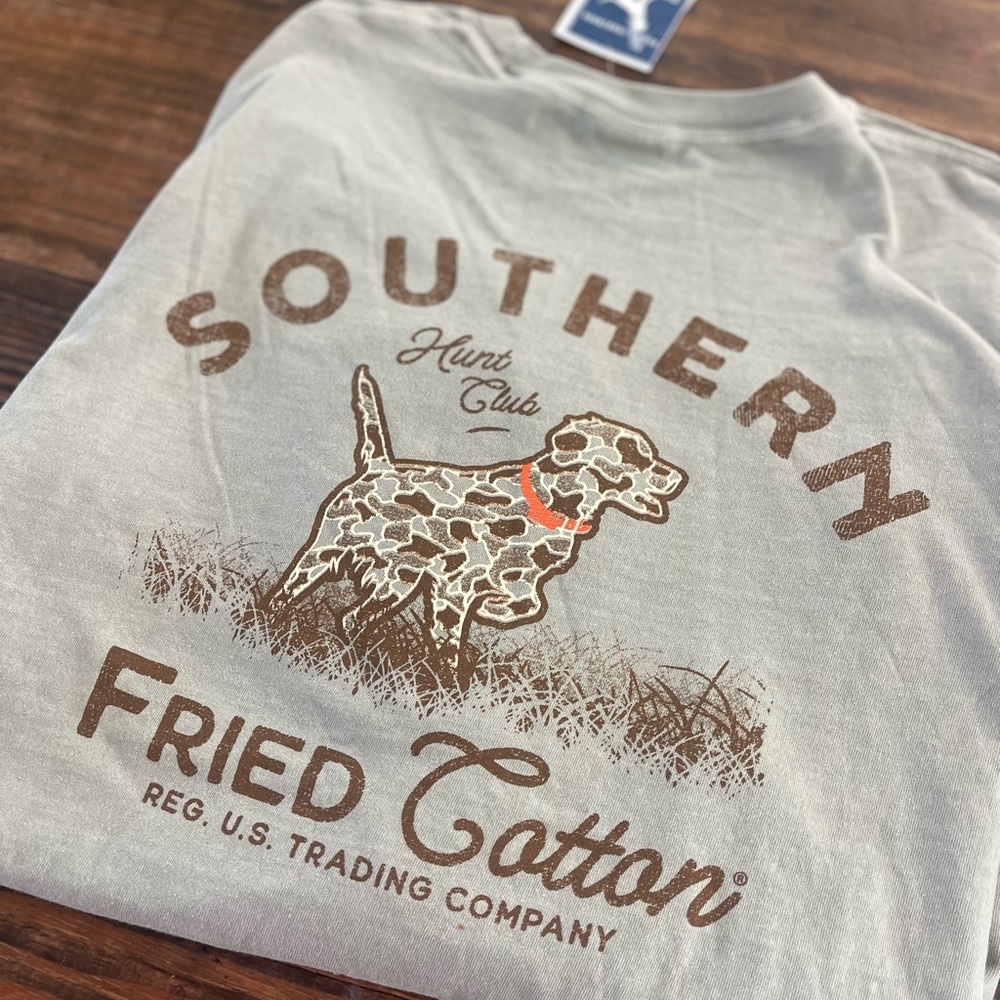 SOUTHERN
Hunt
Club
FRIED Cotton®
REG. U.S. TRADING COMPANY